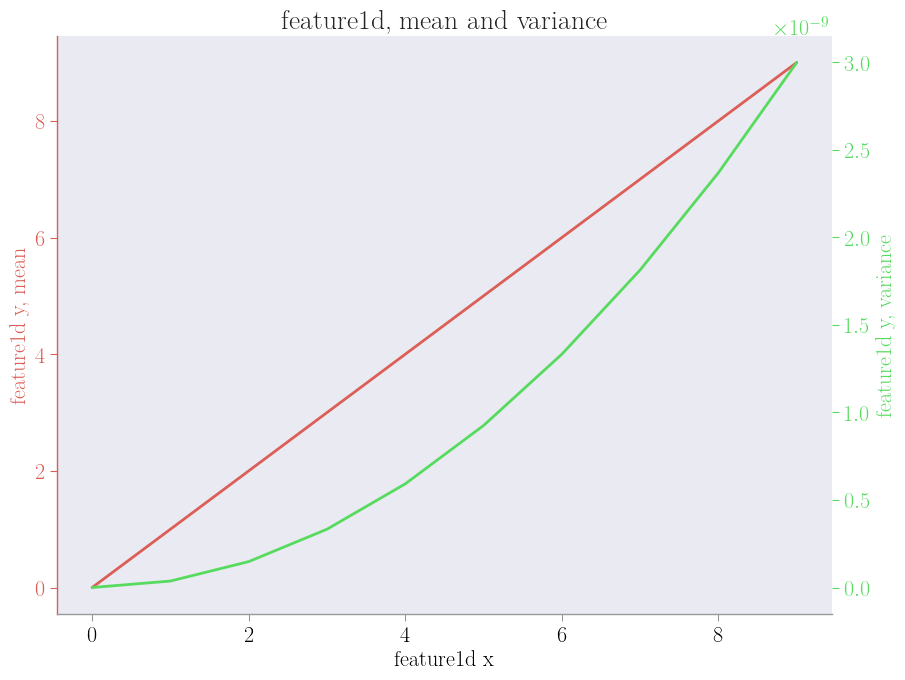 feature1d, mean and variance
×10⁻⁹
8
6
4
2
0
feature1d y, mean
3.0
2.5
2.0
1.5
1.0
0.5
0.0
feature1d y, variance
0 2 4 6 8
feature1d x